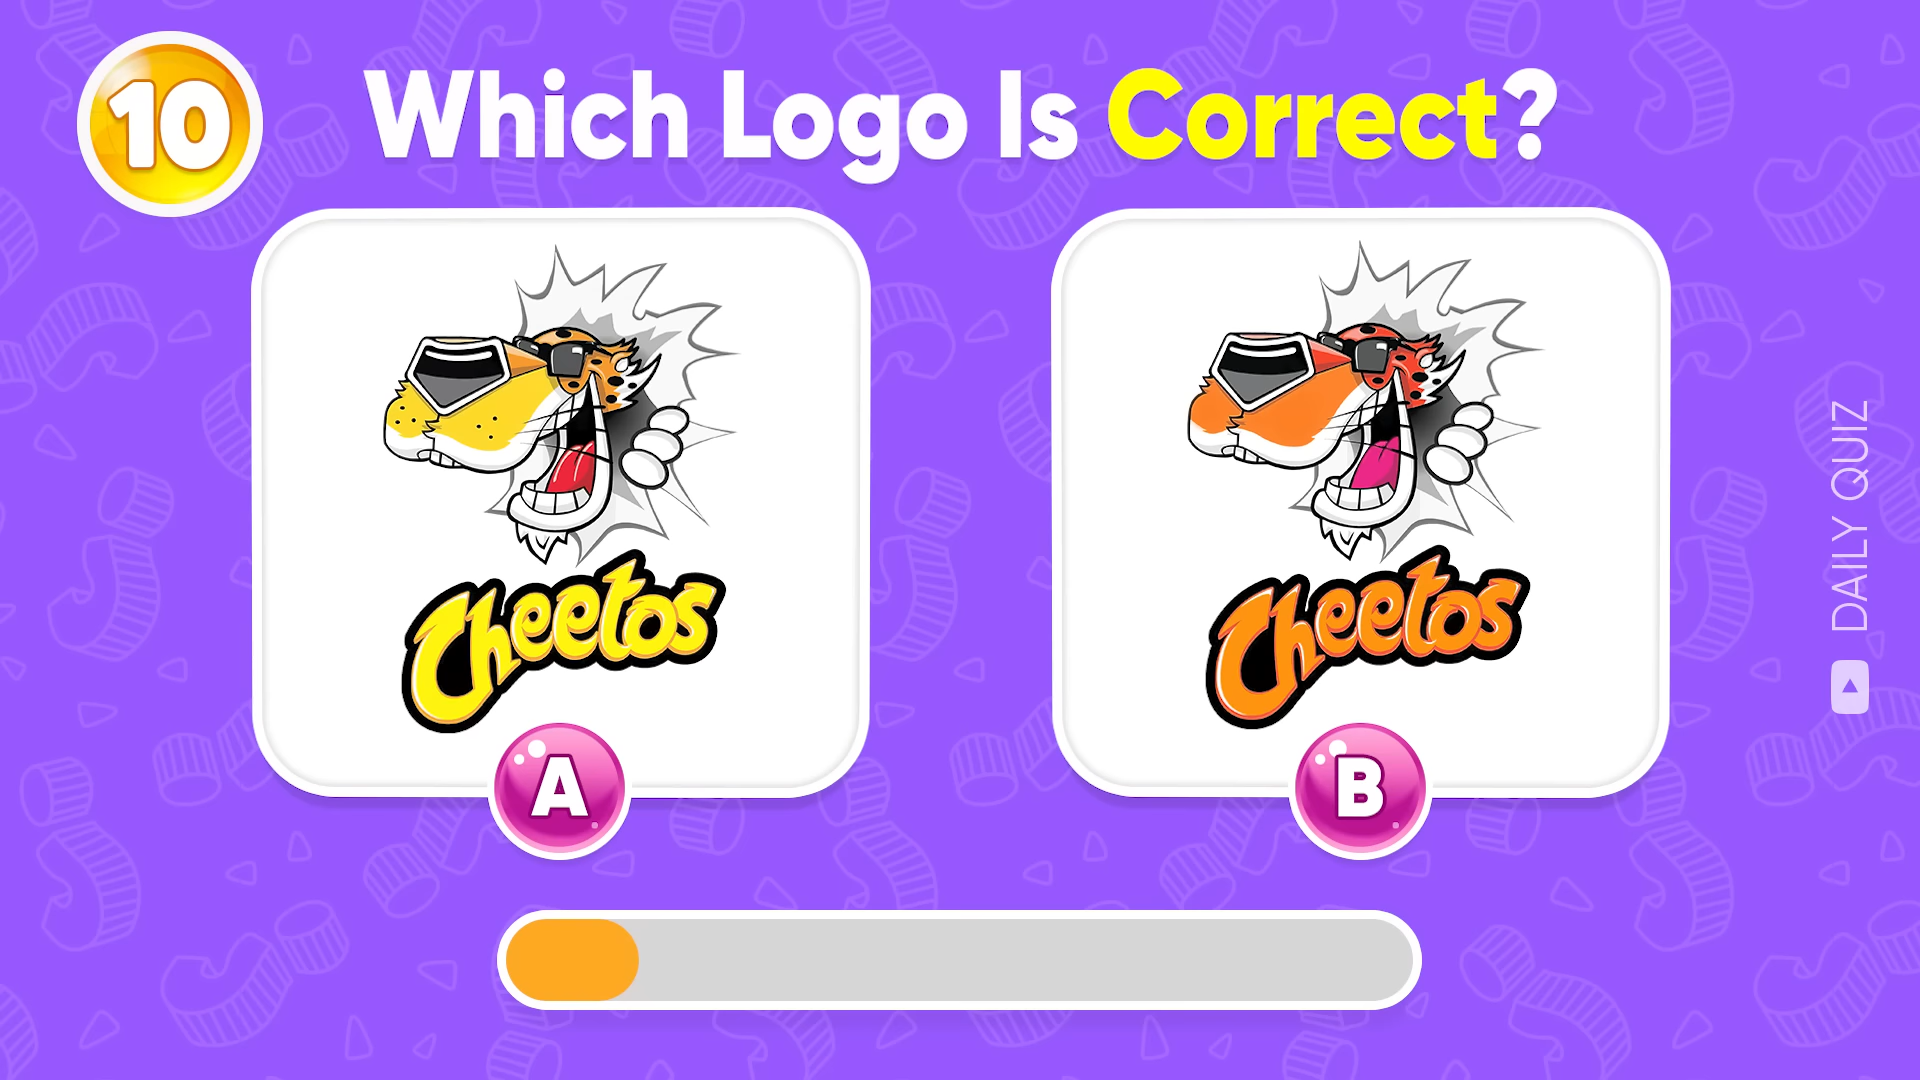 10
Which Logo Is Correct?
Cheetos
Cheetos
A
B
DAILY QUIZ